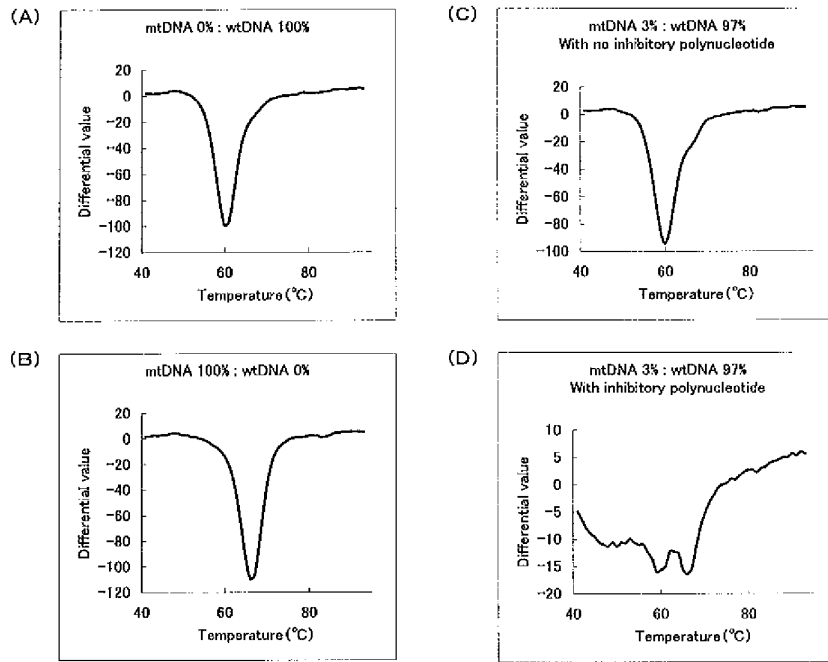 (A)
mtDNA 0% : wtDNA 100%
20
0
-20
-40
-60
-80
-100
-120
Differential value
40 60 80
Temperature(°C)
(B)
mtDNA 100% : wtDNA 0%
20
0
-20
-40
-60
-80
-100
-120
Differential value
40 60 80
Temperature(°C)
(C)
mtDNA 3% : wtDNA 97%
With no inhibitory polynucleotide
20
0
-20
-40
-60
-80
-100
Differential value
40 60 80
Temperature(°C)
(D)
mtDNA 3% : wtDNA 97%
With inhibitory polynucleotide
10
5
0
-5
-10
-15
-20
Differential value
40 60 80
Temperature(°C)